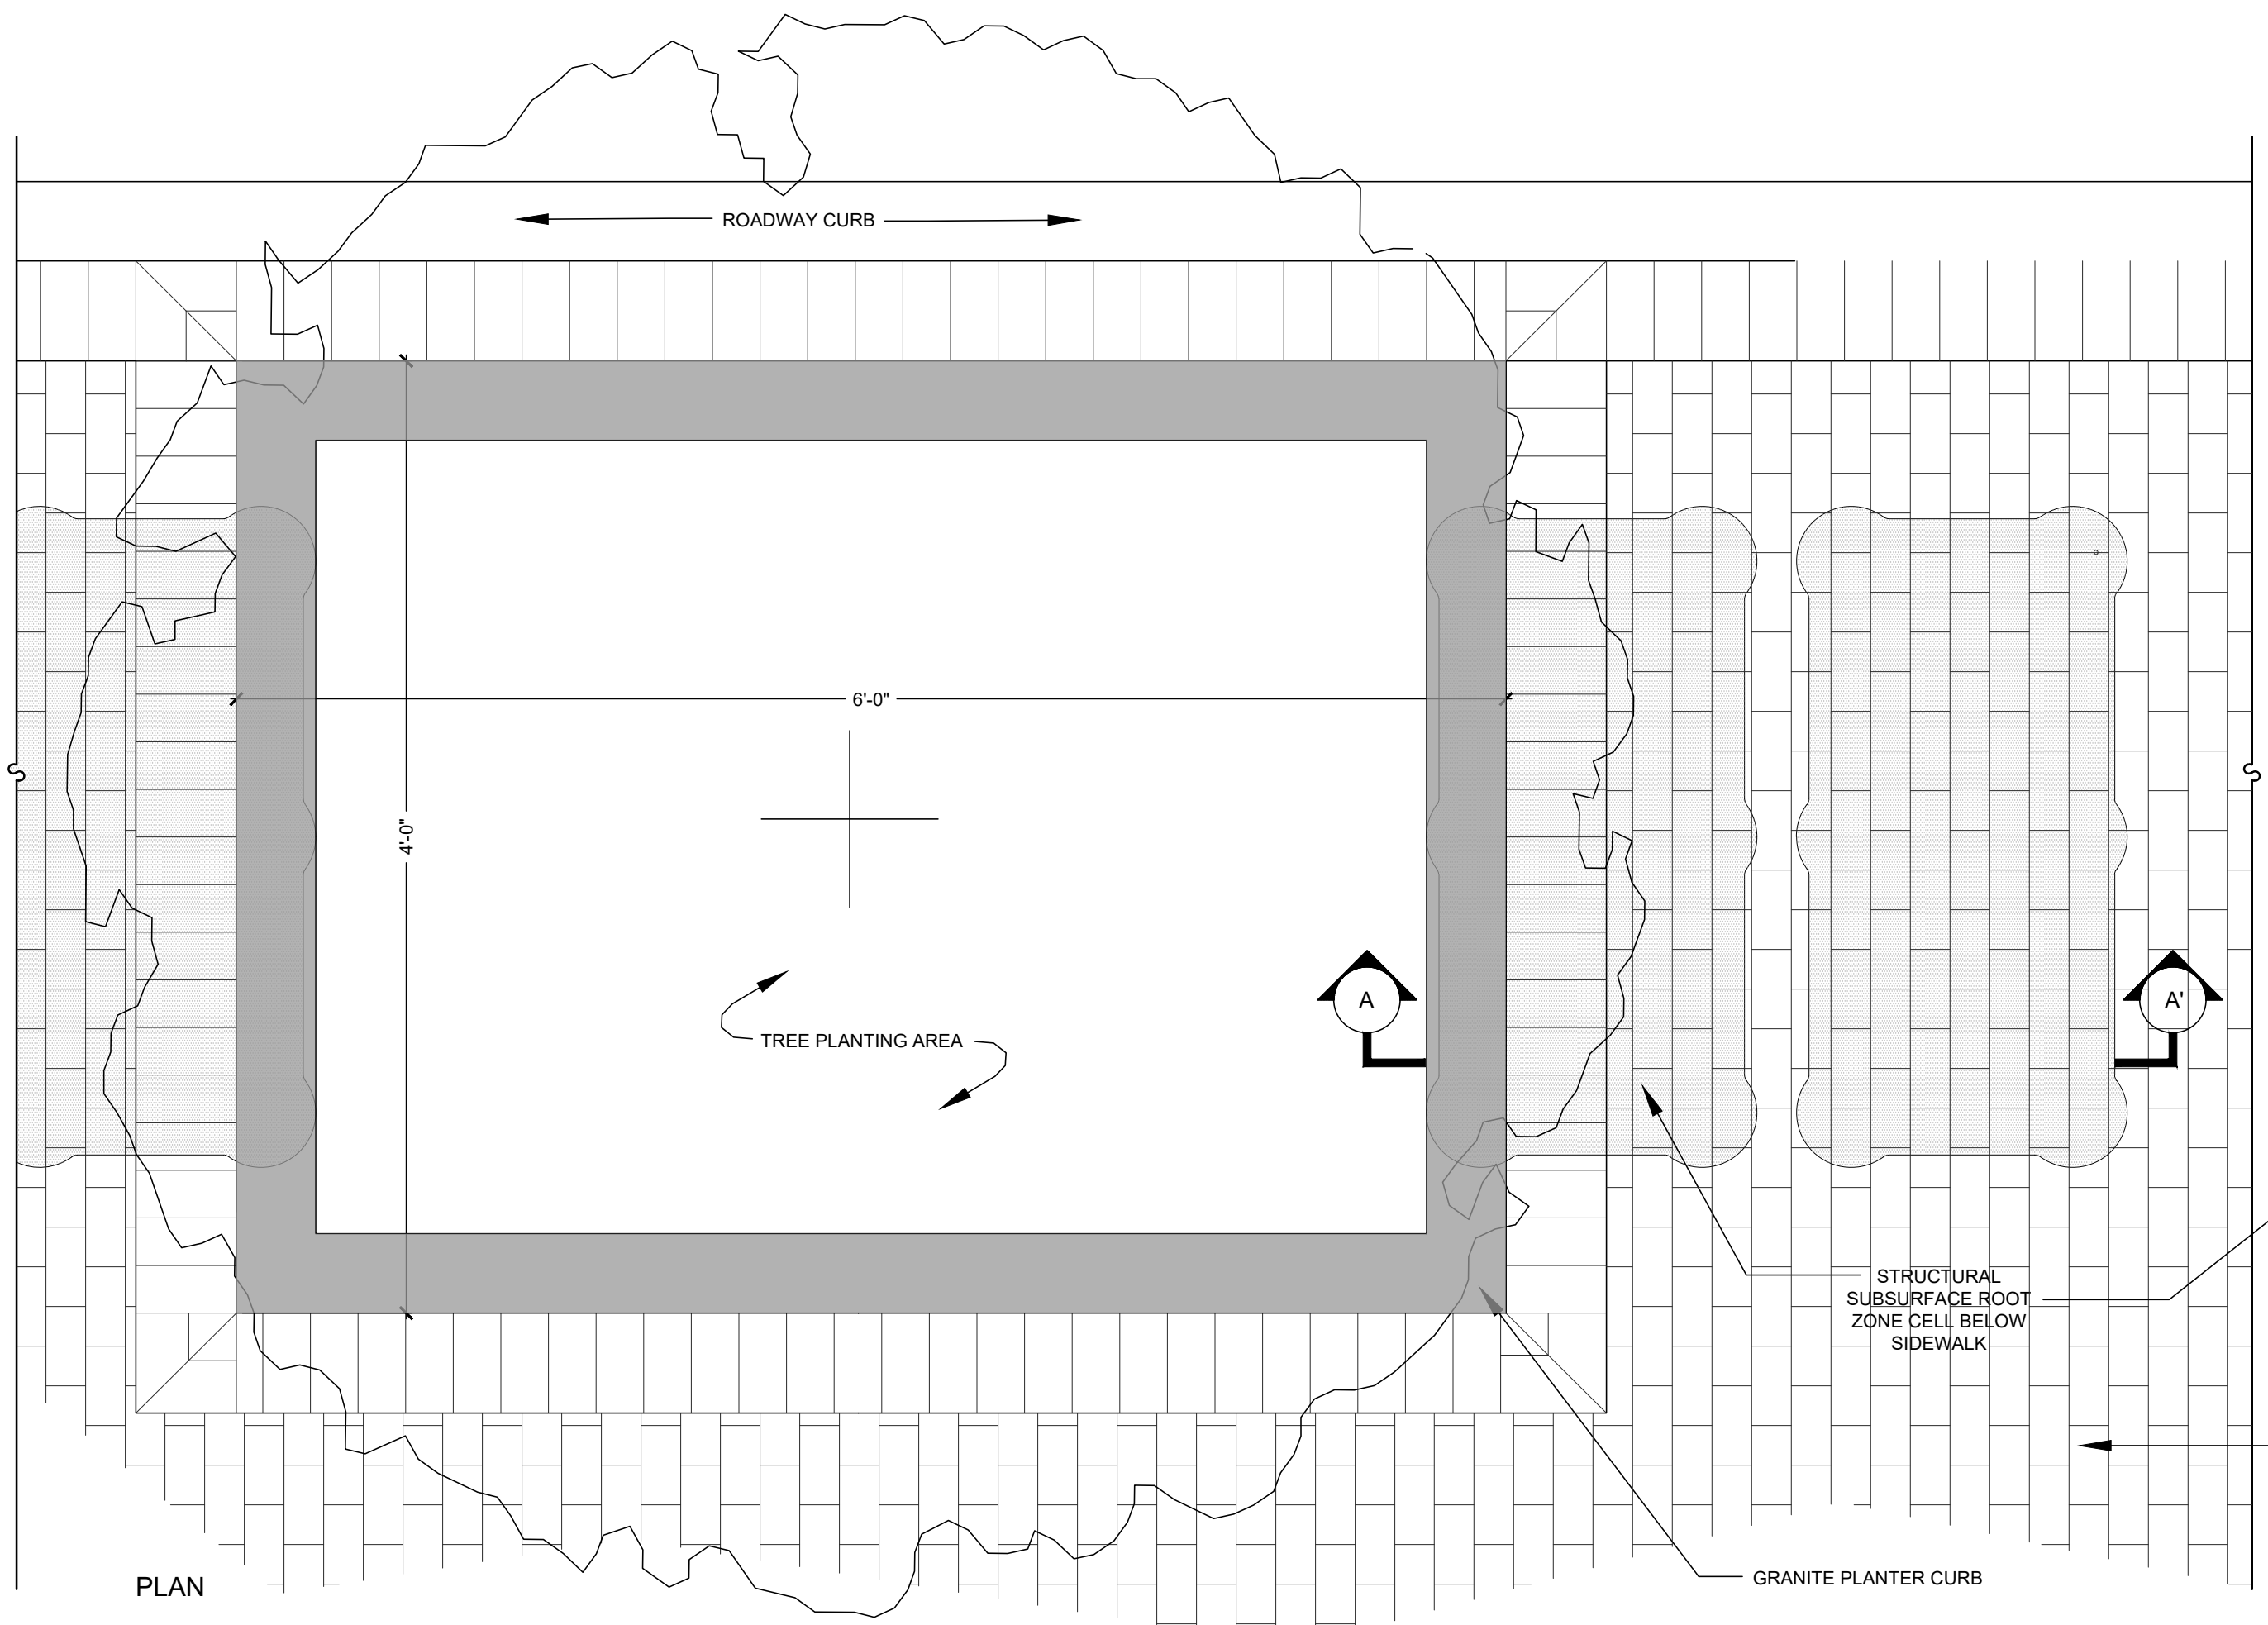 ROADWAY CURB
6'-0"
4'-0"
A
A'
TREE PLANTING AREA
STRUCTURAL
SUBSURFACE ROOT
ZONE CELL BELOW
SIDEWALK
GRANITE PLANTER CURB
PLAN